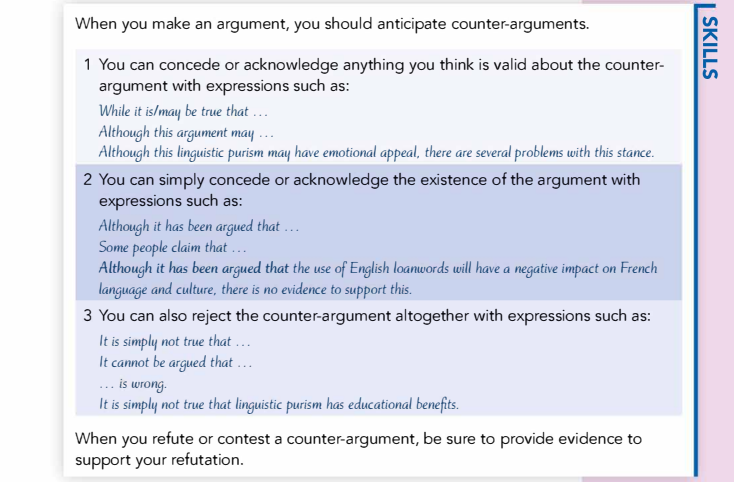 When you make an argument, you should anticipate counter-arguments.
1 You can concede or acknowledge anything you think is valid about the counter-
argument with expressions such as:
While it is/may be true that …
Although this argument may …
Although this linguistic purism may have emotional appeal, there are several problems with this stance.
2 You can simply concede or acknowledge the existence of the argument with
expressions such as:
Although it has been argued that …
Some people claim that …
Although it has been argued that the use of English loanwords will have a negative impact on French
language and culture, there is no evidence to support this.
3 You can also reject the counter-argument altogether with expressions such as:
It is simply not true that …
It cannot be argued that …
… is wrong.
It is simply not true that linguistic purism has educational benefits.
When you refute or contest a counter-argument, be sure to provide evidence to
support your refutation.
SKILLS